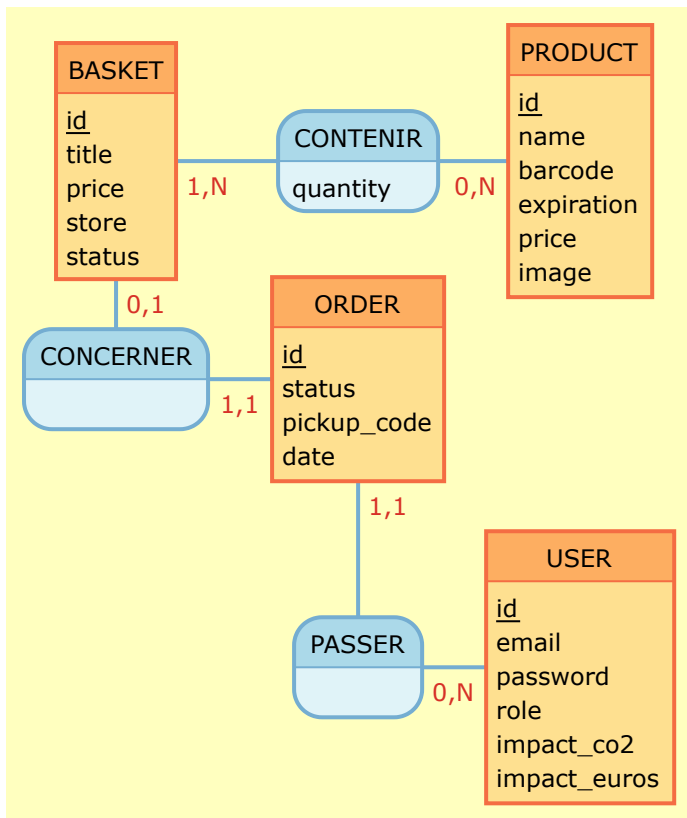 BASKET
id
title
price
store
status
CONTENIR
quantity
1,N
0,N
PRODUCT
id
name
barcode
expiration
price
image
0,1
CONCERNER
1,1
ORDER
id
status
pickup_code
date
1,1
PASSER
0,N
USER
id
email
password
role
impact_co2
impact_euros